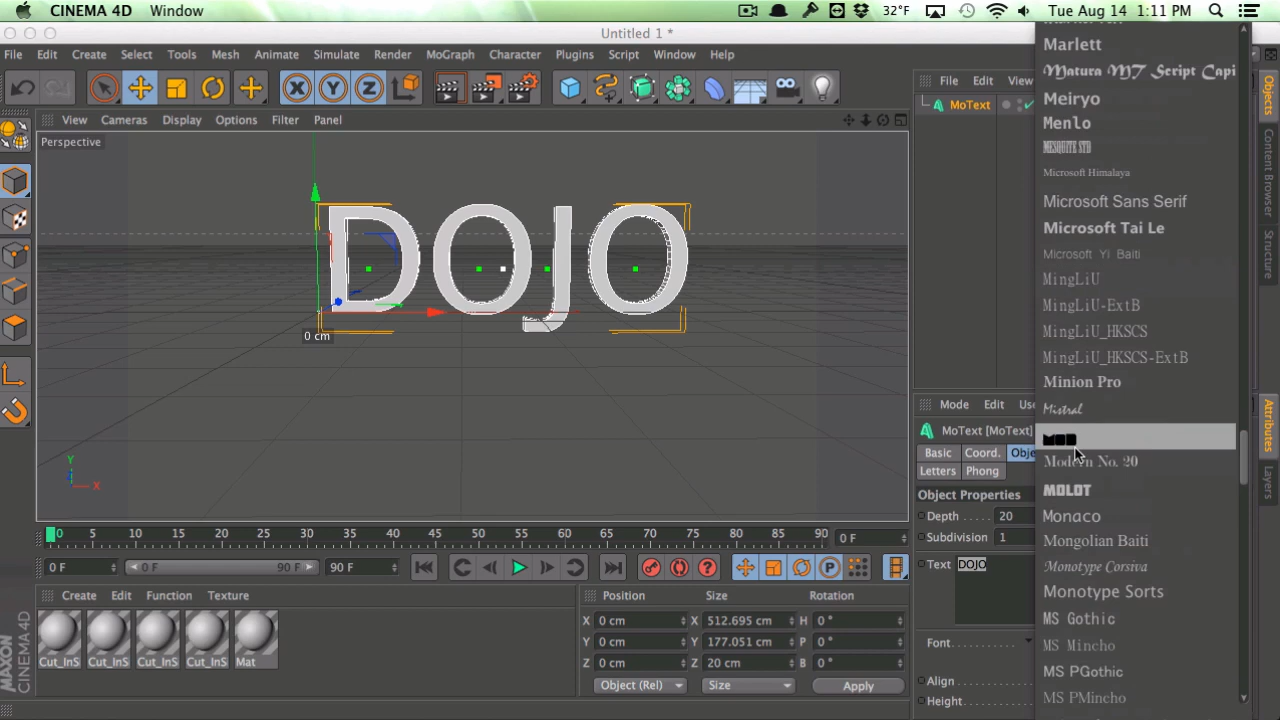 CINEMA 4D Window 32°F Tue Aug 14 1:11 PM
Untitled 1 *
File Edit Create Select Tools Mesh Animate Simulate Render MoGraph Character Plugins Script Window Help
File Edit View
MoText
View Cameras Display Options Filter Panel
Perspective
DOJO
0 cm
Y
X
Objects
Content Browser
Structure
Attributes
Layers
Marlett
Matura MT Script Capi
Meiryo
Menlo
MESQUITE STD
Microsoft Himalaya
Microsoft Sans Serif
Microsoft Tai Le
Microsoft Yi Baiti
MingLiU
MingLiU-ExtB
MingLiU_HKSCS
MingLiU_HKSCS-ExtB
Minion Pro
Mistral
MOD
Modern No. 20
MOLOT
Monaco
Mongolian Baiti
Monotype Corsiva
Monotype Sorts
MS Gothic
MS Mincho
MS PGothic
MS PMincho
Mode Edit
MoText [MoText]
Basic Coord. Obje
Letters Phong
Object Properties
Depth 20
Subdivision 1
Text DOJO
Font
Align
Height
0 5 10 15 20 25 30 35 40 45 50 55 60 65 70 75 80 85 90 0 F
0 F 0 F 90 F 90 F
Create Edit Function Texture
Cut_InS Cut_InS Cut_InS Cut_InS Mat
Position Size Rotation
X 0 cm X 512.695 cm H 0 °
Y 0 cm Y 177.051 cm P 0 °
Z 0 cm Z 20 cm B 0 °
Object (Rel) Size Apply
MAXON
CINEMA 4D